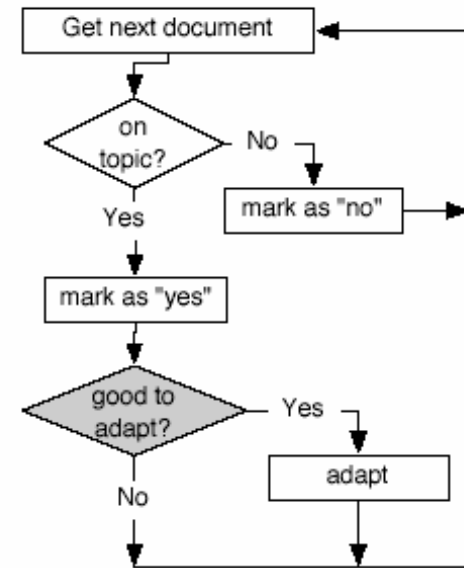 Get next document
on
topic?
No
mark as "no"
Yes
mark as "yes"
good to
adapt?
Yes
adapt
No